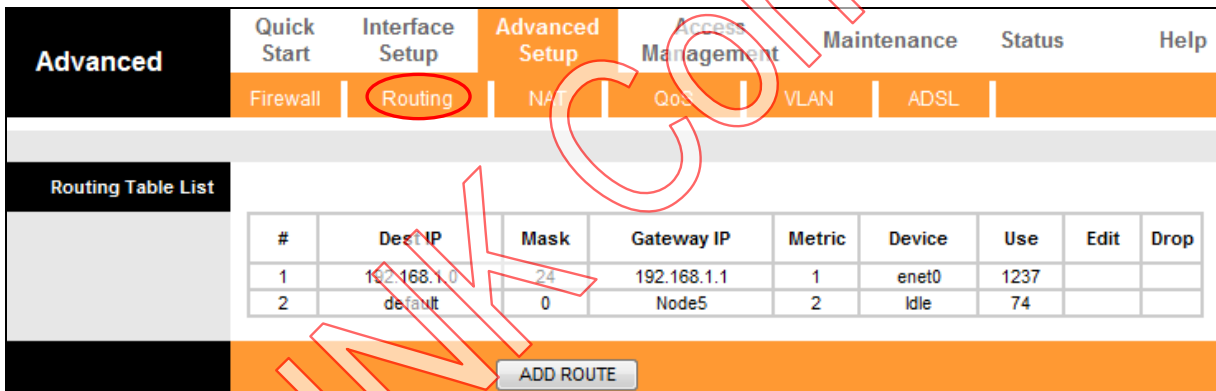 Advanced
Quick Start
Interface Setup
Advanced Setup
Access Management
Maintenance
Status
Help
Firewall
Routing
NAT
QoS
VLAN
ADSL
Routing Table List
# Dest IP Mask Gateway IP Metric Device Use Edit Drop
1 192.168.1.0 24 192.168.1.1 1 enet0 1237
2 default 0 Node5 2 Idle 74
ADD ROUTE